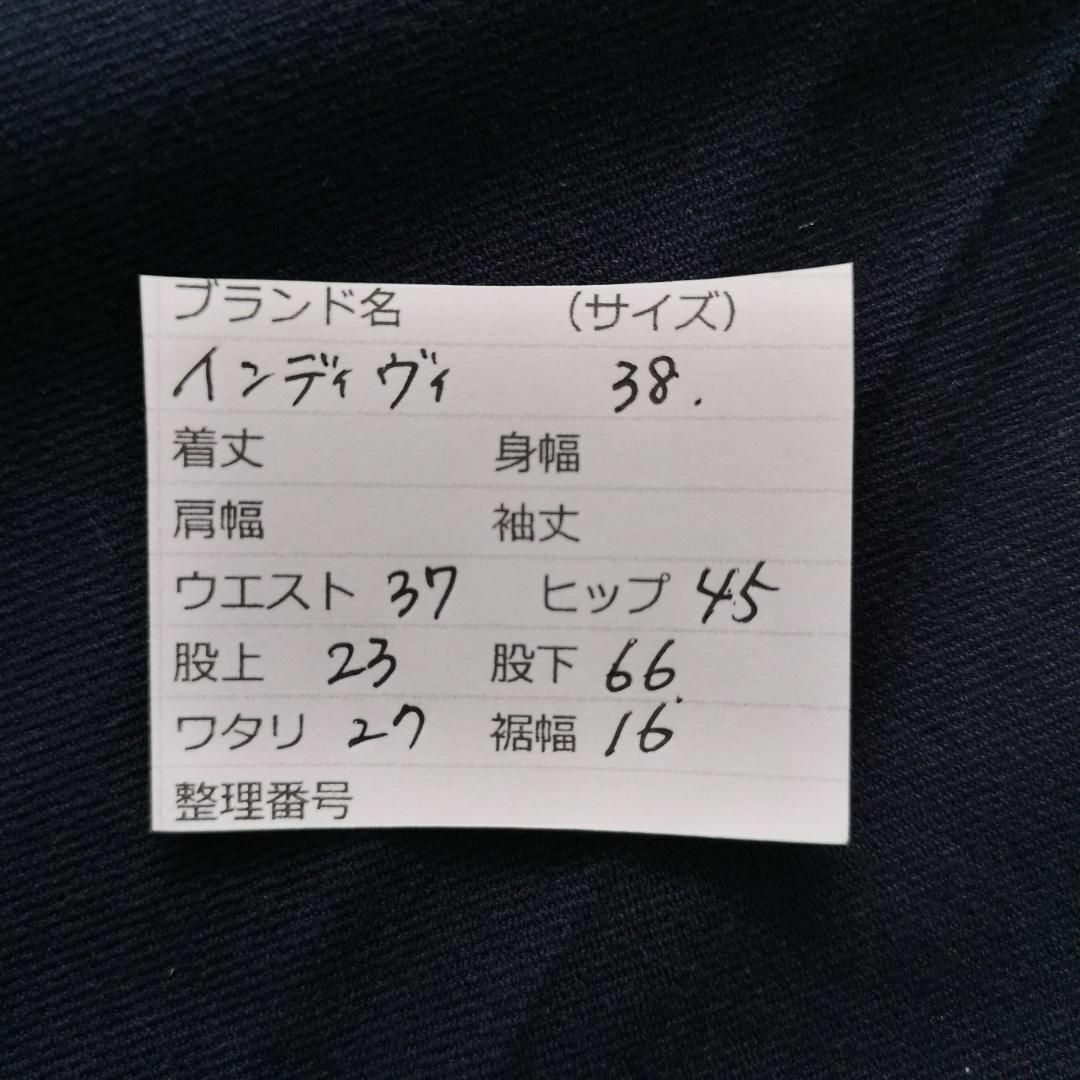 ブランド名 （サイズ）
インディヴィ 38.
着丈 身幅
肩幅 袖丈
ウエスト 37 ヒップ 45
股上 23 股下 66
ワタリ 27 裾幅 16
整理番号